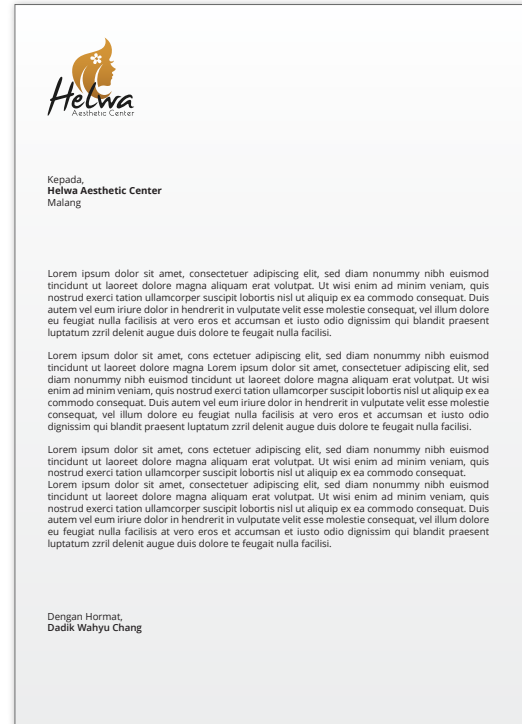 Helwa
Aesthetic Center
Kepada,
Helwa Aesthetic Center
Malang
Lorem ipsum dolor sit amet, consectetuer adipiscing elit, sed diam nonummy nibh euismod
tincidunt ut laoreet dolore magna aliquam erat volutpat. Ut wisi enim ad minim veniam, quis
nostrud exerci tation ullamcorper suscipit lobortis nisl ut aliquip ex ea commodo consequat. Duis
autem vel eum iriure dolor in hendrerit in vulputate velit esse molestie consequat, vel illum dolore
eu feugiat nulla facilisis at vero eros et accumsan et iusto odio dignissim qui blandit praesent
luptatum zzril delenit augue duis dolore te feugait nulla facilisi.
Lorem ipsum dolor sit amet, cons ectetuer adipiscing elit, sed diam nonummy nibh euismod
tincidunt ut laoreet dolore magna Lorem ipsum dolor sit amet, consectetuer adipiscing elit, sed
diam nonummy nibh euismod tincidunt ut laoreet dolore magna aliquam erat volutpat. Ut wisi
enim ad minim veniam, quis nostrud exerci tation ullamcorper suscipit lobortis nisl ut aliquip ex ea
commodo consequat. Duis autem vel eum iriure dolor in hendrerit in vulputate velit esse molestie
consequat, vel illum dolore eu feugiat nulla facilisis at vero eros et accumsan et iusto odio
dignissim qui blandit praesent luptatum zzril delenit augue duis dolore te feugait nulla facilisi.
Lorem ipsum dolor sit amet, cons ectetuer adipiscing elit, sed diam nonummy nibh euismod
tincidunt ut laoreet dolore magna aliquam erat volutpat. Ut wisi enim ad minim veniam, quis
nostrud exerci tation ullamcorper suscipit lobortis nisl ut aliquip ex ea commodo consequat.
Lorem ipsum dolor sit amet, consectetuer adipiscing elit, sed diam nonummy nibh euismod
tincidunt ut laoreet dolore magna aliquam erat volutpat. Ut wisi enim ad minim veniam, quis
nostrud exerci tation ullamcorper suscipit lobortis nisl ut aliquip ex ea commodo consequat. Duis
autem vel eum iriure dolor in hendrerit in vulputate velit esse molestie consequat, vel illum dolore
eu feugiat nulla facilisis at vero eros et accumsan et iusto odio dignissim qui blandit praesent
luptatum zzril delenit augue duis dolore te feugait nulla facilisi.
Dengan Hormat,
Dadik Wahyu Chang